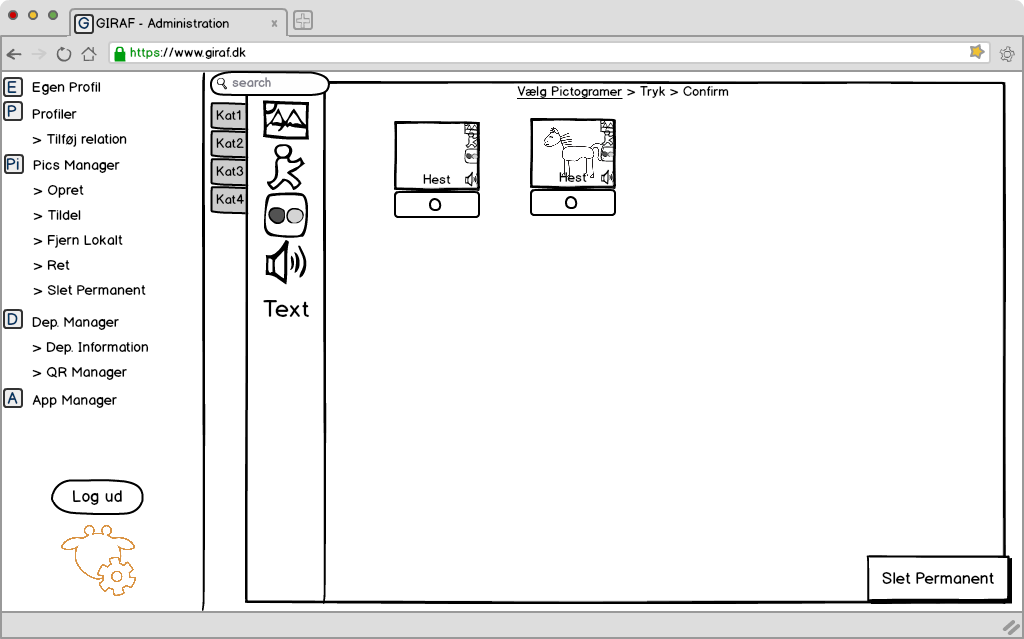 G GIRAF - Administration x
https://www.giraf.dk
E Egen Profil
P Profiler
> Tilføj relation
Pi Pics Manager
> Opret
> Tildel
> Fjern Lokalt
> Ret
> Slet Permanent
D Dep. Manager
> Dep. Information
> QR Manager
A App Manager
Log ud
search
Kat1
Kat2
Kat3
Kat4
Text
Vælg Pictogramer > Tryk > Confirm
Hest
Hest
Slet Permanent